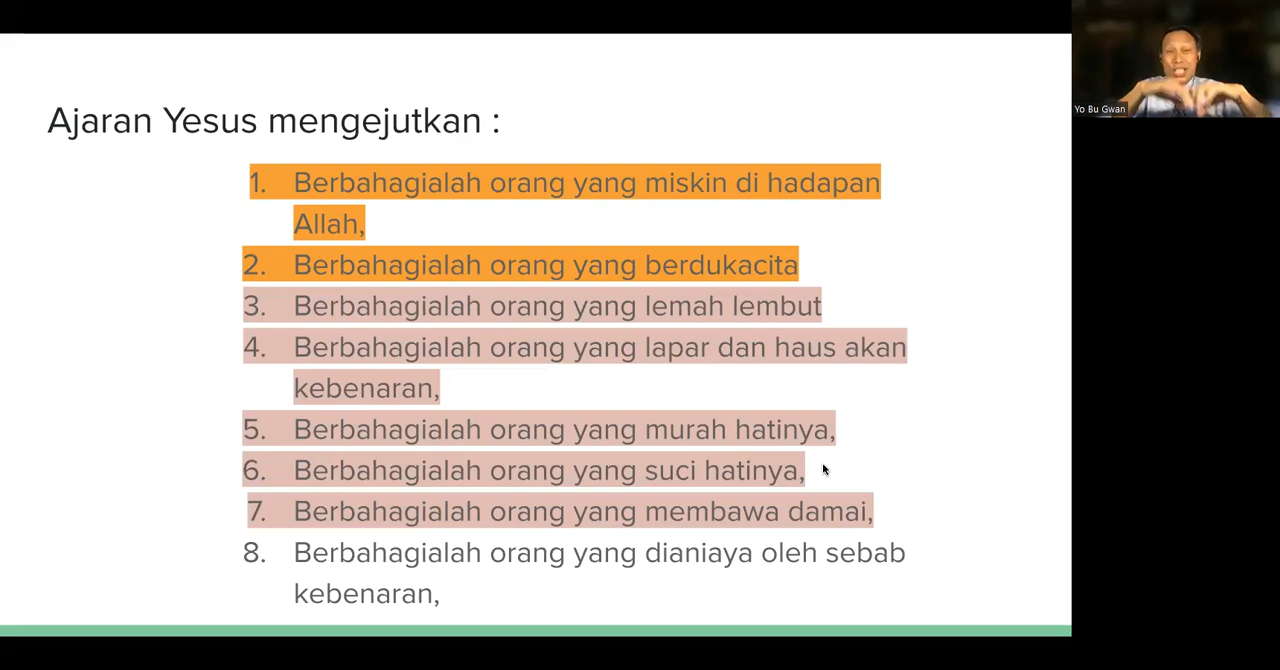 Ajaran Yesus mengejutkan :
1. Berbahagialah orang yang miskin di hadapan
Allah,
2. Berbahagialah orang yang berdukacita
3. Berbahagialah orang yang lemah lembut
4. Berbahagialah orang yang lapar dan haus akan
kebenaran,
5. Berbahagialah orang yang murah hatinya,
6. Berbahagialah orang yang suci hatinya,
7. Berbahagialah orang yang membawa damai,
8. Berbahagialah orang yang dianiaya oleh sebab
kebenaran,
Yo Bu Gwan